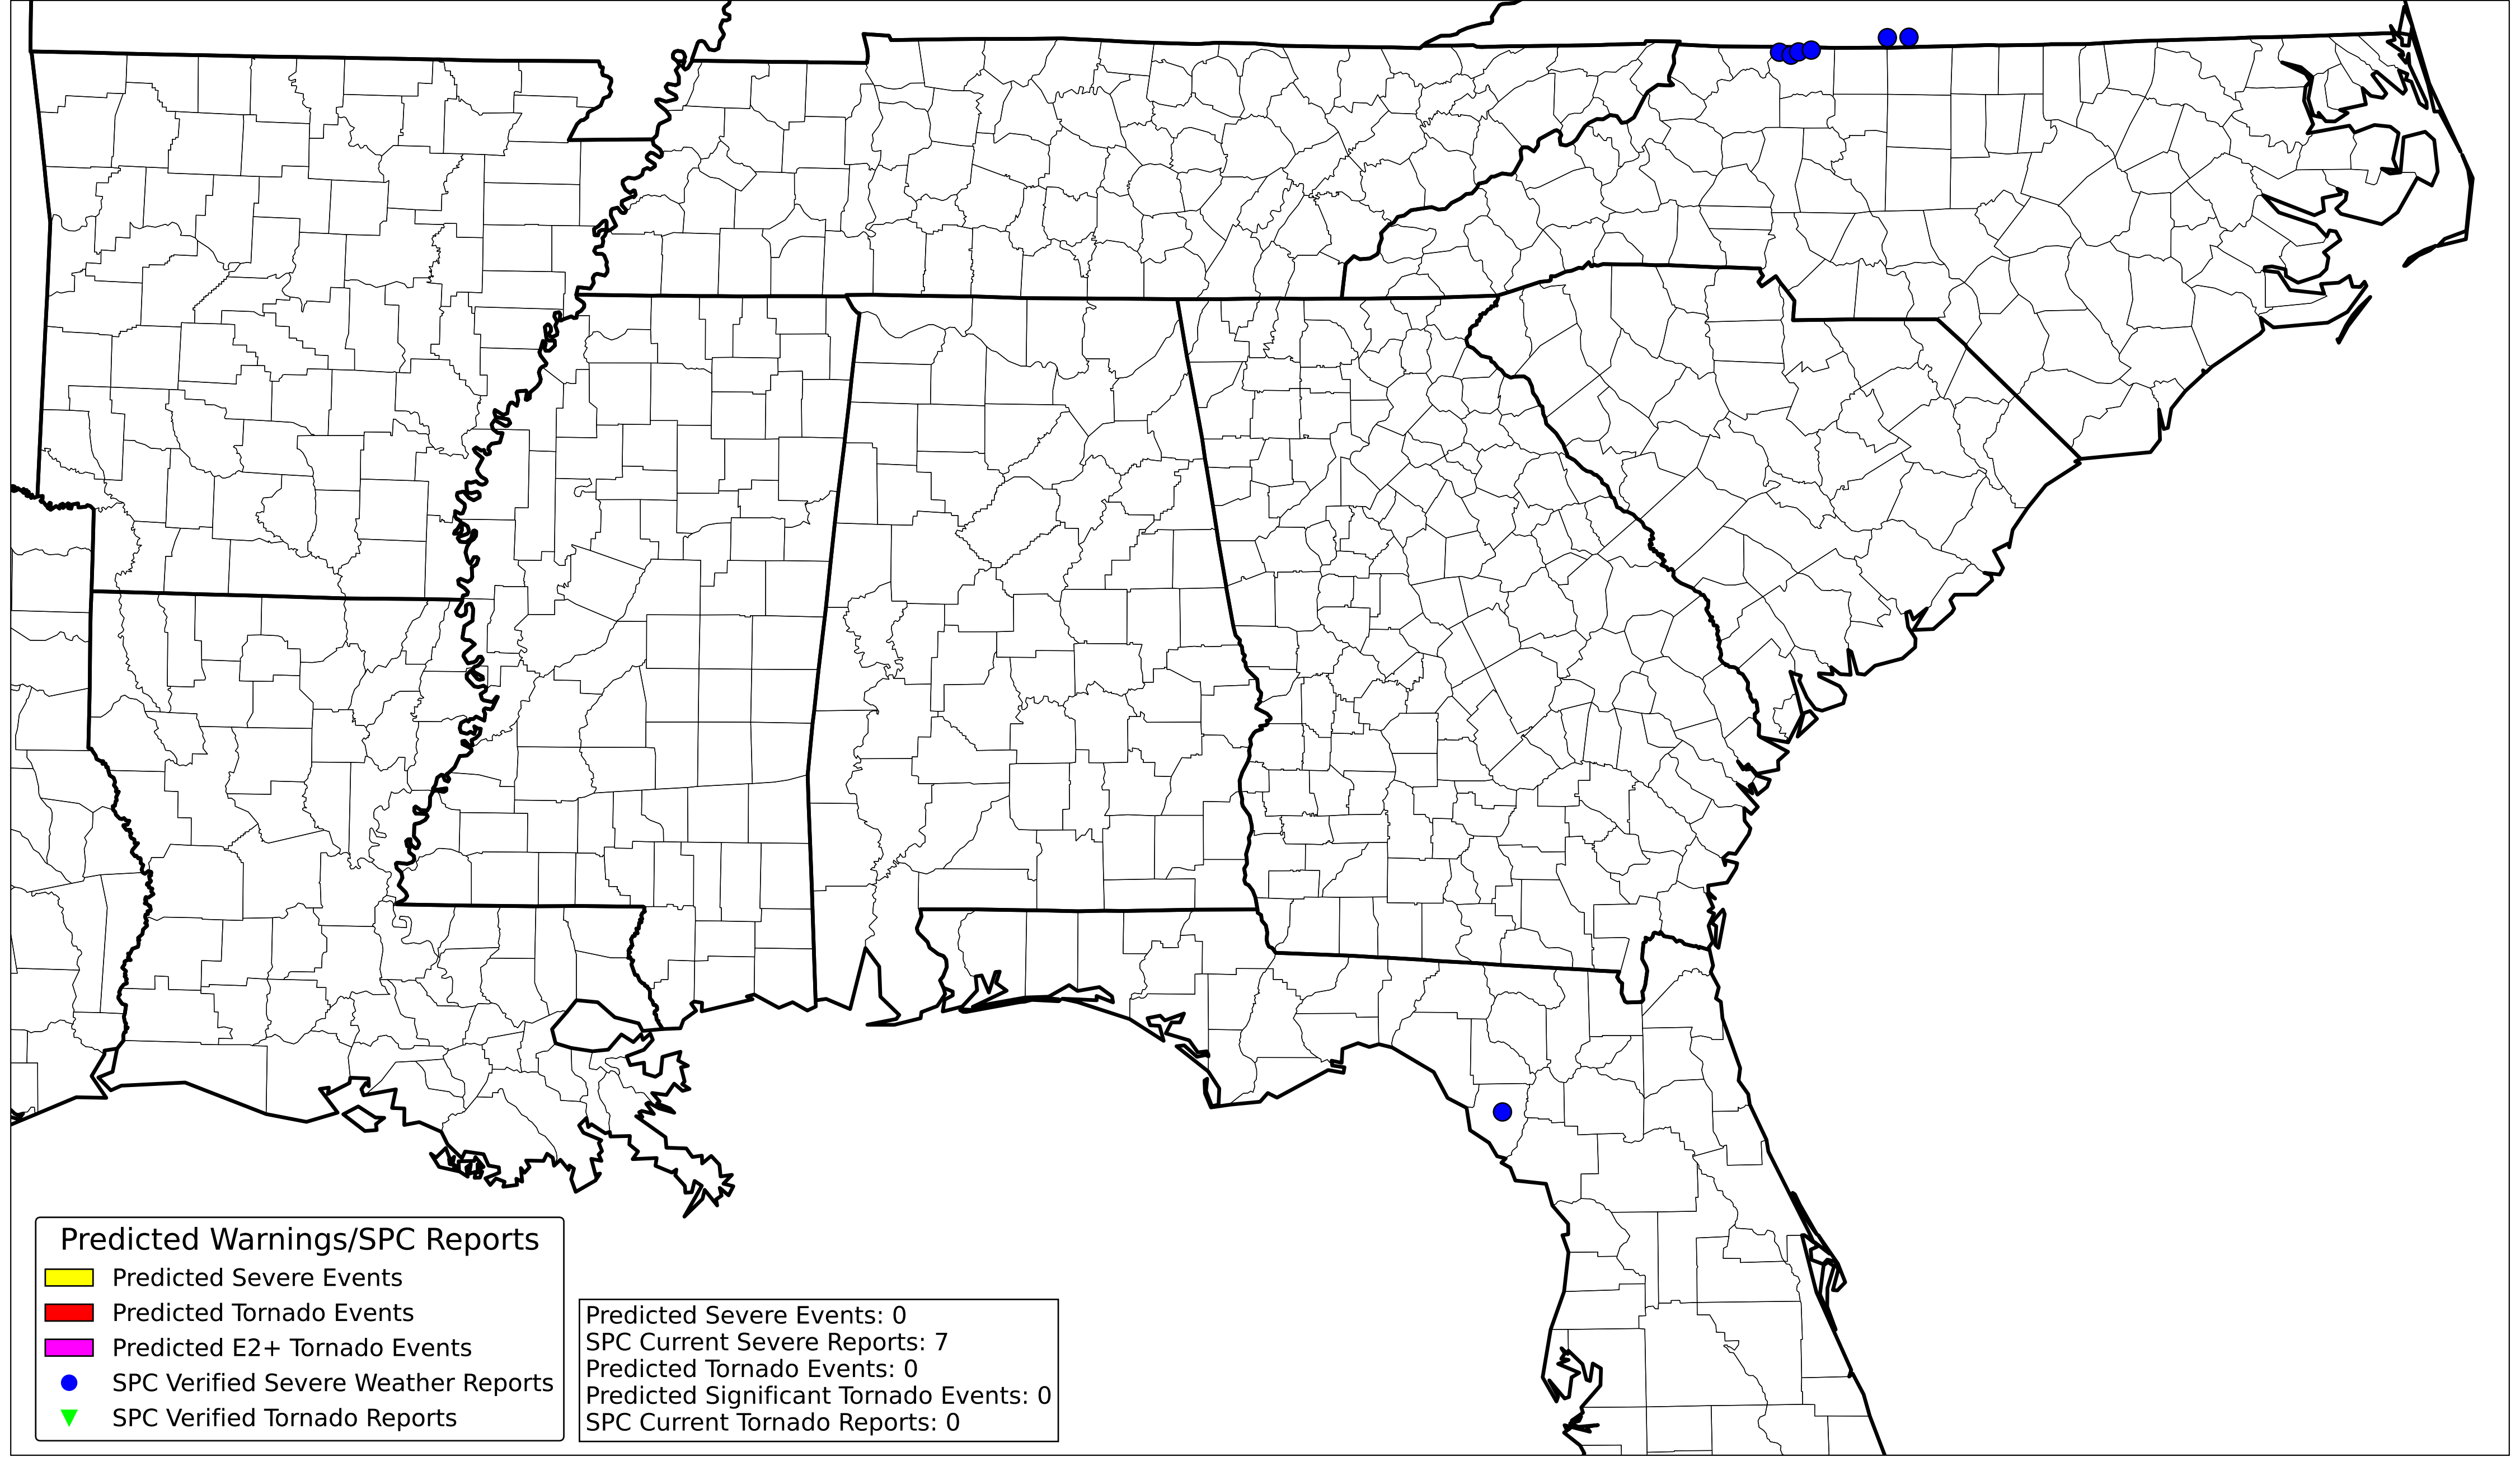 Predicted Warnings/SPC Reports
Predicted Severe Events
Predicted Tornado Events
Predicted E2+ Tornado Events
SPC Verified Severe Weather Reports
SPC Verified Tornado Reports
Predicted Severe Events: 0
SPC Current Severe Reports: 7
Predicted Tornado Events: 0
Predicted Significant Tornado Events: 0
SPC Current Tornado Reports: 0